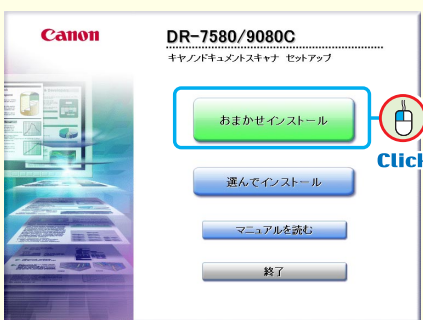 Canon
DR-7580/9080C
キヤノンドキュメントスキャナ セットアップ
おまかせインストール
Click
選んでインストール
マニュアルを読む
終了